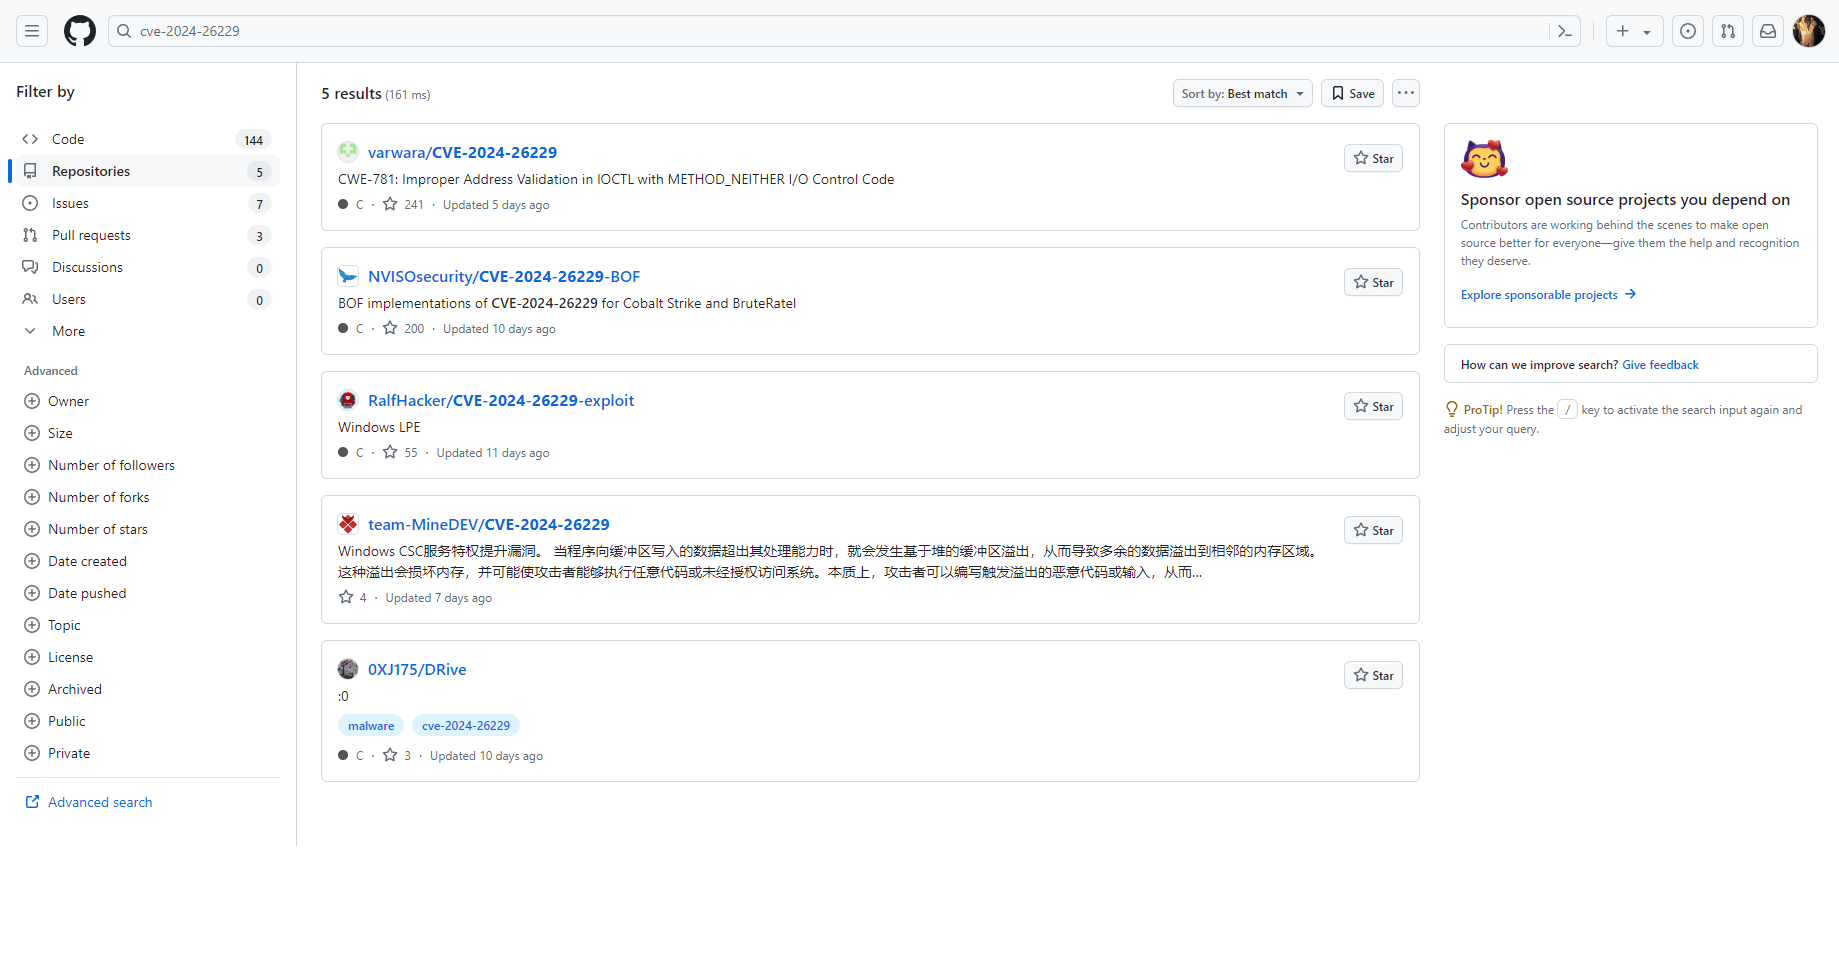 cve-2024-26229
Filter by
Code 144
Repositories 5
Issues 7
Pull requests 3
Discussions 0
Users 0
More
Advanced
Owner
Size
Number of followers
Number of forks
Number of stars
Date created
Date pushed
Topic
License
Archived
Public
Private
Advanced search
5 results (161 ms)
Sort by: Best match
Save
varwara/CVE-2024-26229
Star
CWE-781: Improper Address Validation in IOCTL with METHOD_NEITHER I/O Control Code
C · 241 · Updated 5 days ago
NVISOsecurity/CVE-2024-26229-BOF
Star
BOF implementations of CVE-2024-26229 for Cobalt Strike and BruteRatel
C · 200 · Updated 10 days ago
RalfHacker/CVE-2024-26229-exploit
Star
Windows LPE
C · 55 · Updated 11 days ago
team-MineDEV/CVE-2024-26229
Star
Windows CSC服务特权提升漏洞。 当程序向缓冲区写入的数据超出其处理能力时，就会发生基于堆的缓冲区溢出，从而导致多余的数据溢出到相邻的内存区域。
这种溢出会损坏内存，并可能使攻击者能够执行任意代码或未经授权访问系统。本质上，攻击者可以编写触发溢出的恶意代码或输入，从而...
4 · Updated 7 days ago
0XJ175/DRive
Star
:0
malware cve-2024-26229
C · 3 · Updated 10 days ago
Sponsor open source projects you depend on
Contributors are working behind the scenes to make open
source better for everyone—give them the help and recognition
they deserve.
Explore sponsorable projects →
How can we improve search? Give feedback
ProTip! Press the / key to activate the search input again and
adjust your query.